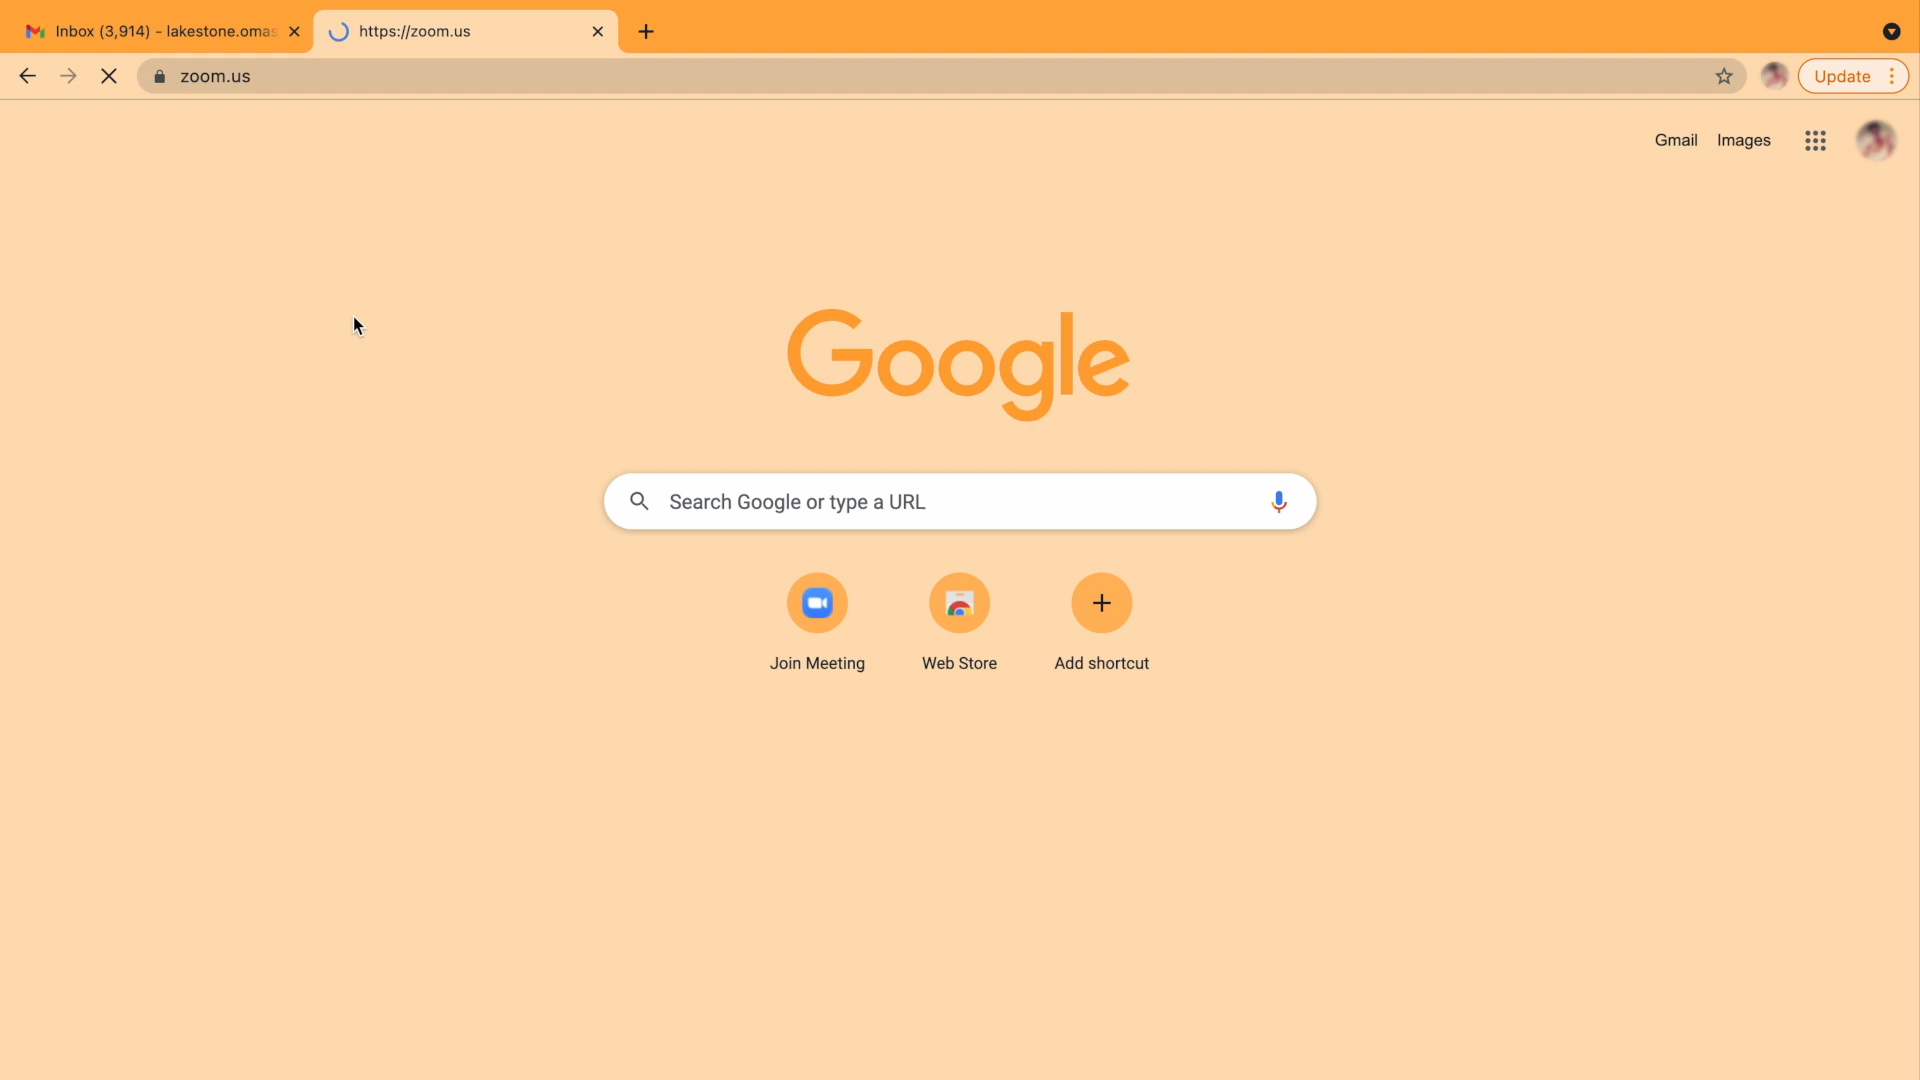 Inbox (3,914) - lakestone.omas
https://zoom.us
zoom.us
Update
Gmail
Images
Google
Search Google or type a URL
Join Meeting
Web Store
Add shortcut